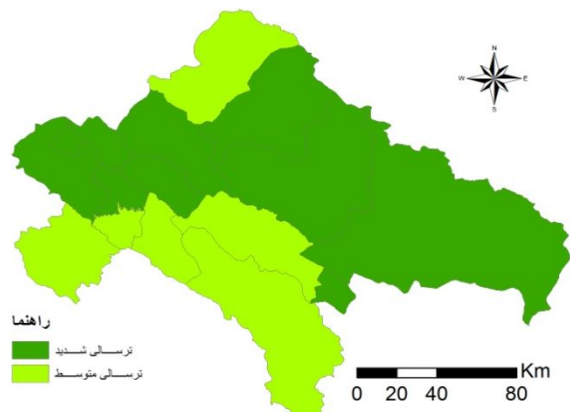 N
W E
S
راهنما
ترسالی شدید
ترسالی متوسط
Km
0 20 40 80